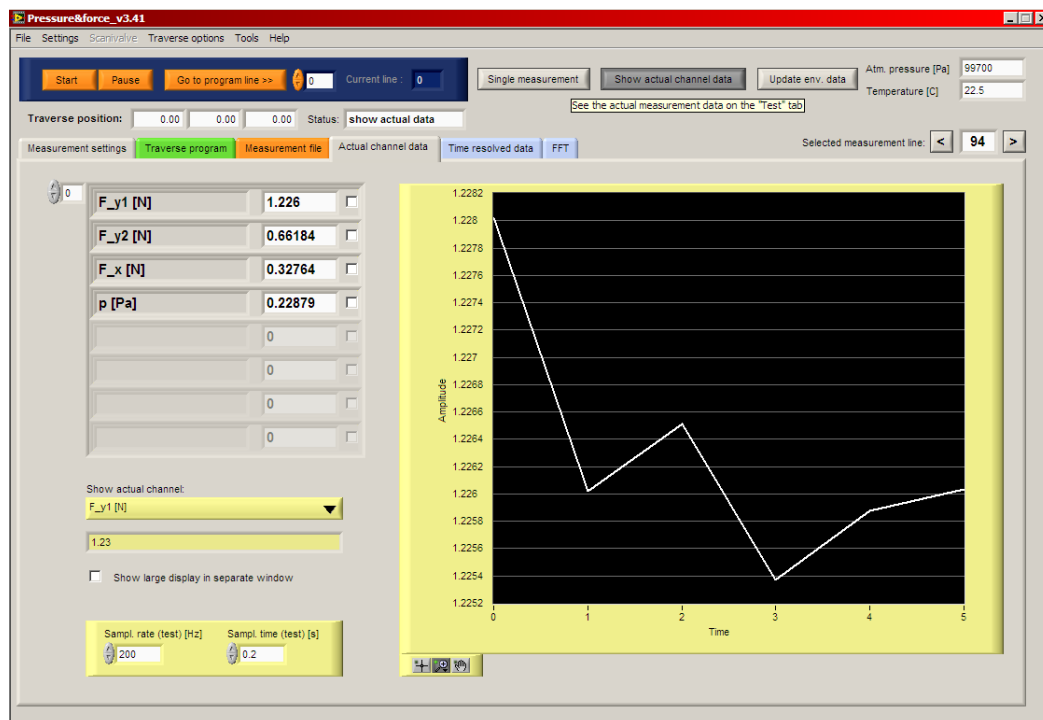 Pressure&force_v3.41
File Settings Scanivalve Traverse options Tools Help
Start Pause Go to program line >> 0 Current line : 0
Single measurement Show actual channel data Update env. data
Atm. pressure [Pa] 99700
Temperature [C] 22.5
See the actual measurement data on the "Test" tab
Traverse position: 0.00 0.00 0.00 Status: show actual data
Measurement settings Traverse program Measurement file Actual channel data Time resolved data FFT
Selected measurement line: < 94 >
0
F_y1 [N] 1.226
F_y2 [N] 0.66184
F_x [N] 0.32764
p [Pa] 0.22879
0
0
0
0
Show actual channel:
F_y1 [N]
1.23
Show large display in separate window
Sampl. rate (test) [Hz] Sampl. time (test) [s]
200 0.2
1.2282
1.228
1.2278
1.2276
1.2274
1.2272
1.227
1.2268
1.2266
1.2264
1.2262
1.226
1.2258
1.2256
1.2254
1.2252
Amplitude
0 1 2 3 4 5
Time